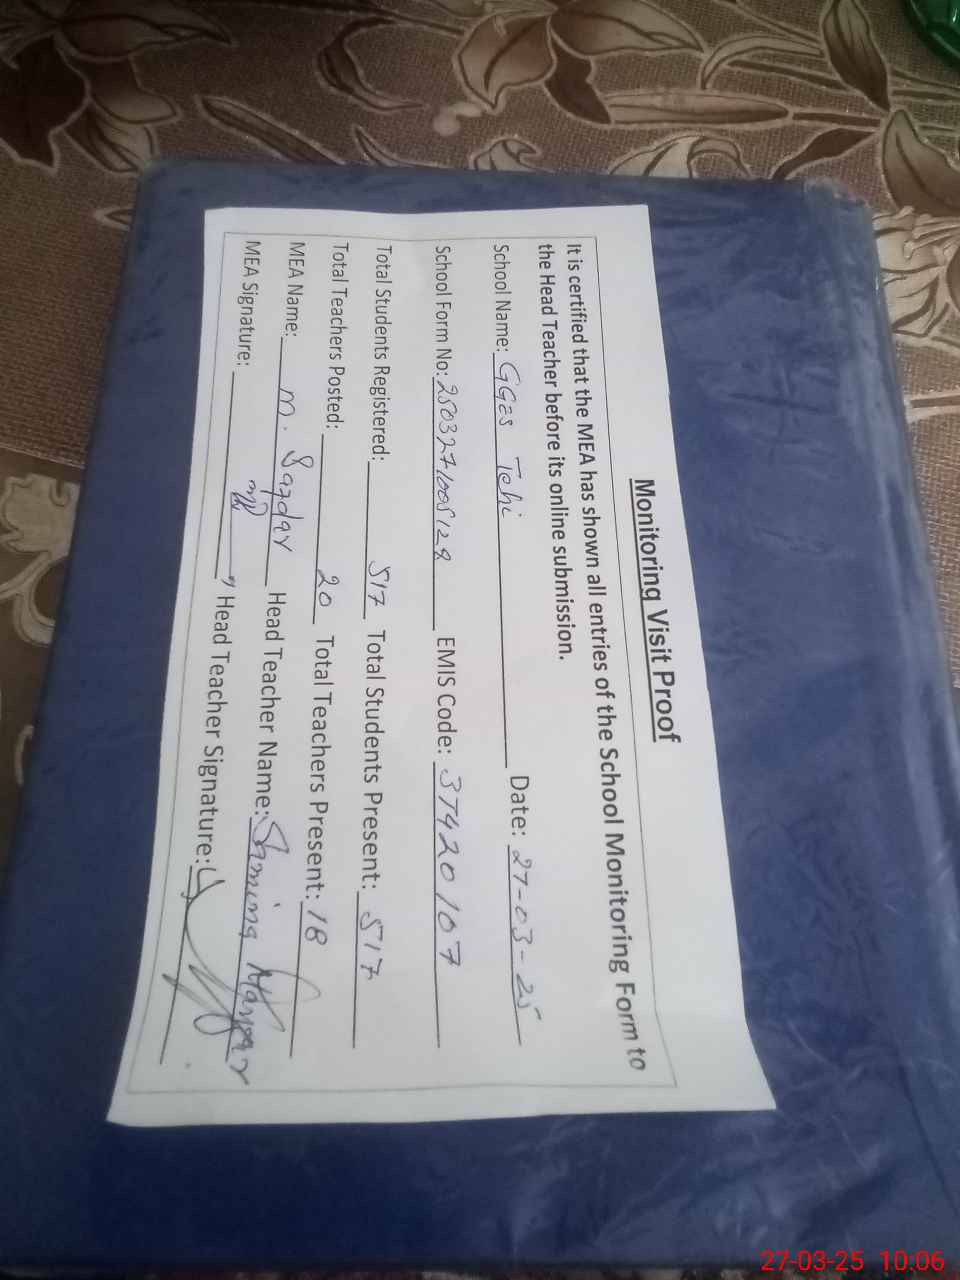 Monitoring Visit Proof
It is certified that the MEA has shown all entries of the School Monitoring Form to
the Head Teacher before its online submission.
School Name: GGES Tehi Date: 27-03-25
School Form No: EMIS Code: 37420107
Total Students Registered: 517 Total Students Present: 517
Total Teachers Posted: 20 Total Teachers Present: 18
MEA Name: M. Head Teacher Name:
MEA Signature: Head Teacher Signature:
27-03-25 10:06